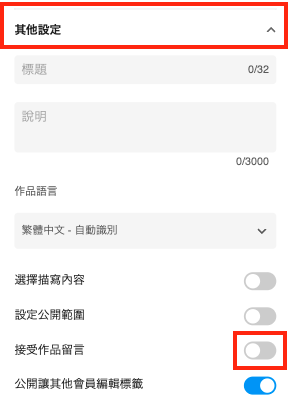 其他設定
標題
0/32
說明
0/3000
作品語言
繁體中文 - 自動識別
選擇描寫內容
設定公開範圍
接受作品留言
公開讓其他會員編輯標籤